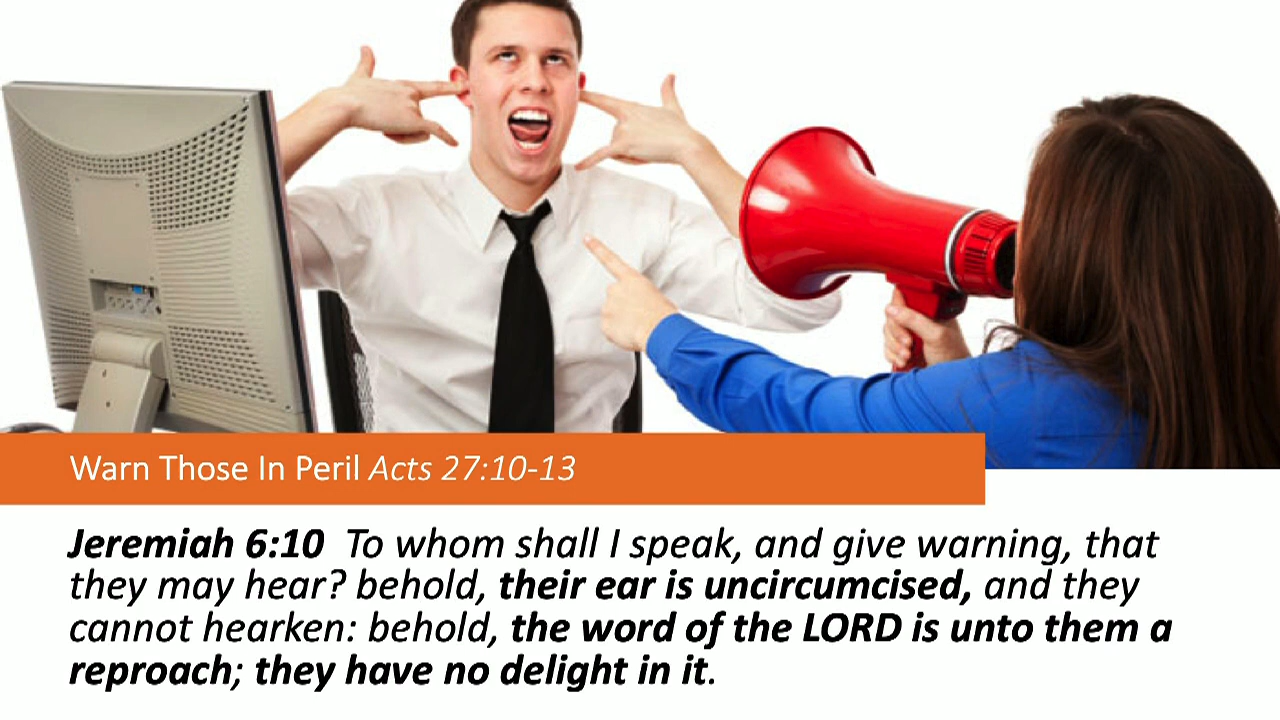 Warn Those In Peril Acts 27:10-13
Jeremiah 6:10 To whom shall I speak, and give warning, that
they may hear? behold, their ear is uncircumcised, and they
cannot hearken: behold, the word of the LORD is unto them a
reproach; they have no delight in it.